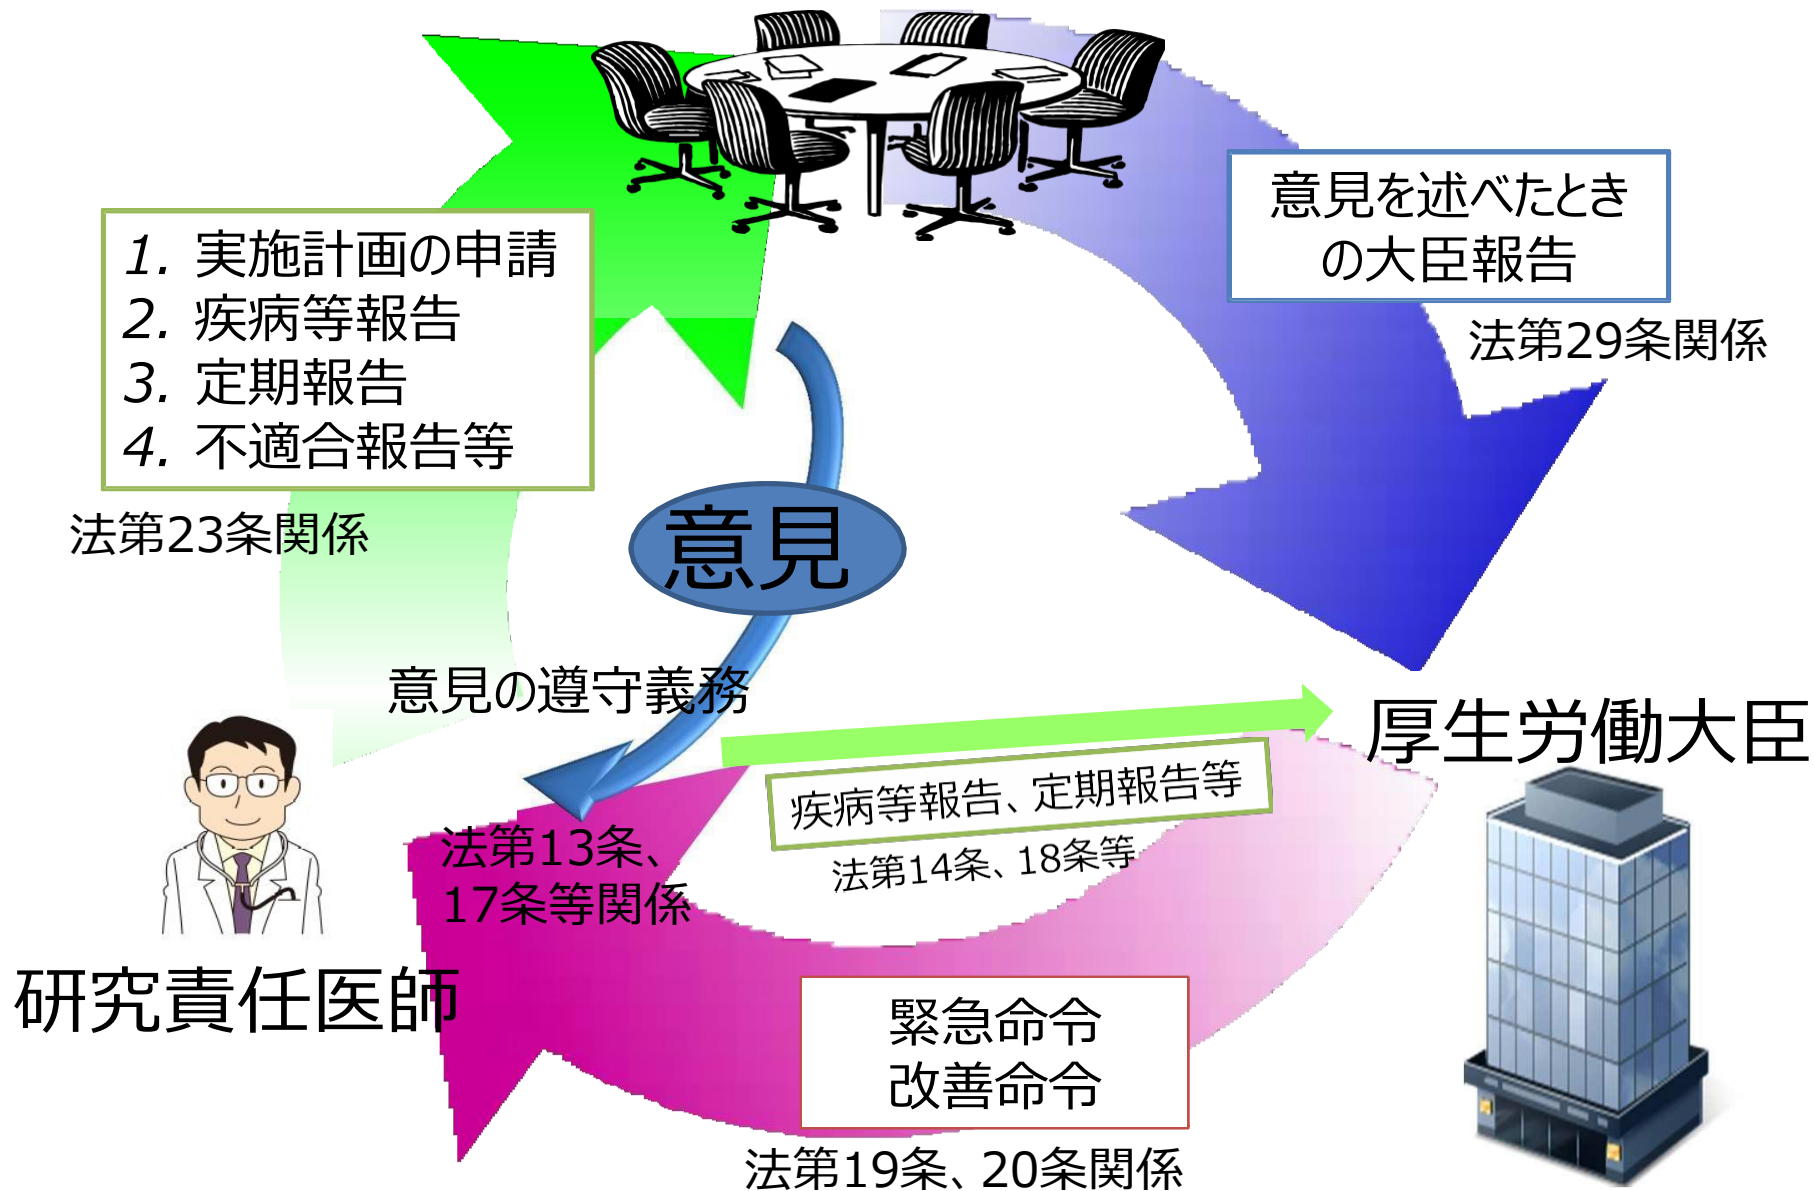 意見を述べたとき
の大臣報告
法第29条関係
1. 実施計画の申請
2. 疾病等報告
3. 定期報告
4. 不適合報告等
法第23条関係
意見
意見の遵守義務
厚生労働大臣
疾病等報告、定期報告等
法第14条、18条等
法第13条、
17条等関係
研究責任医師
緊急命令
改善命令
法第19条、20条関係